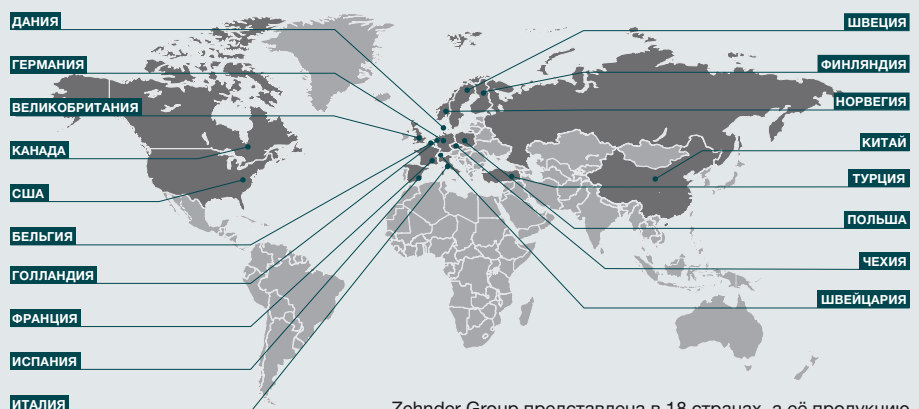 ДАНИЯ
ГЕРМАНИЯ
ВЕЛИКОБРИТАНИЯ
КАНАДА
США
БЕЛЬГИЯ
ГОЛЛАНДИЯ
ФРАНЦИЯ
ИСПАНИЯ
ИТАЛИЯ
ШВЕЦИЯ
ФИНЛЯНДИЯ
НОРВЕГИЯ
КИТАЙ
ТУРЦИЯ
ПОЛЬША
ЧЕХИЯ
ШВЕЙЦАРИЯ
Zehnder Group представлена в 18 странах, а её продукцию